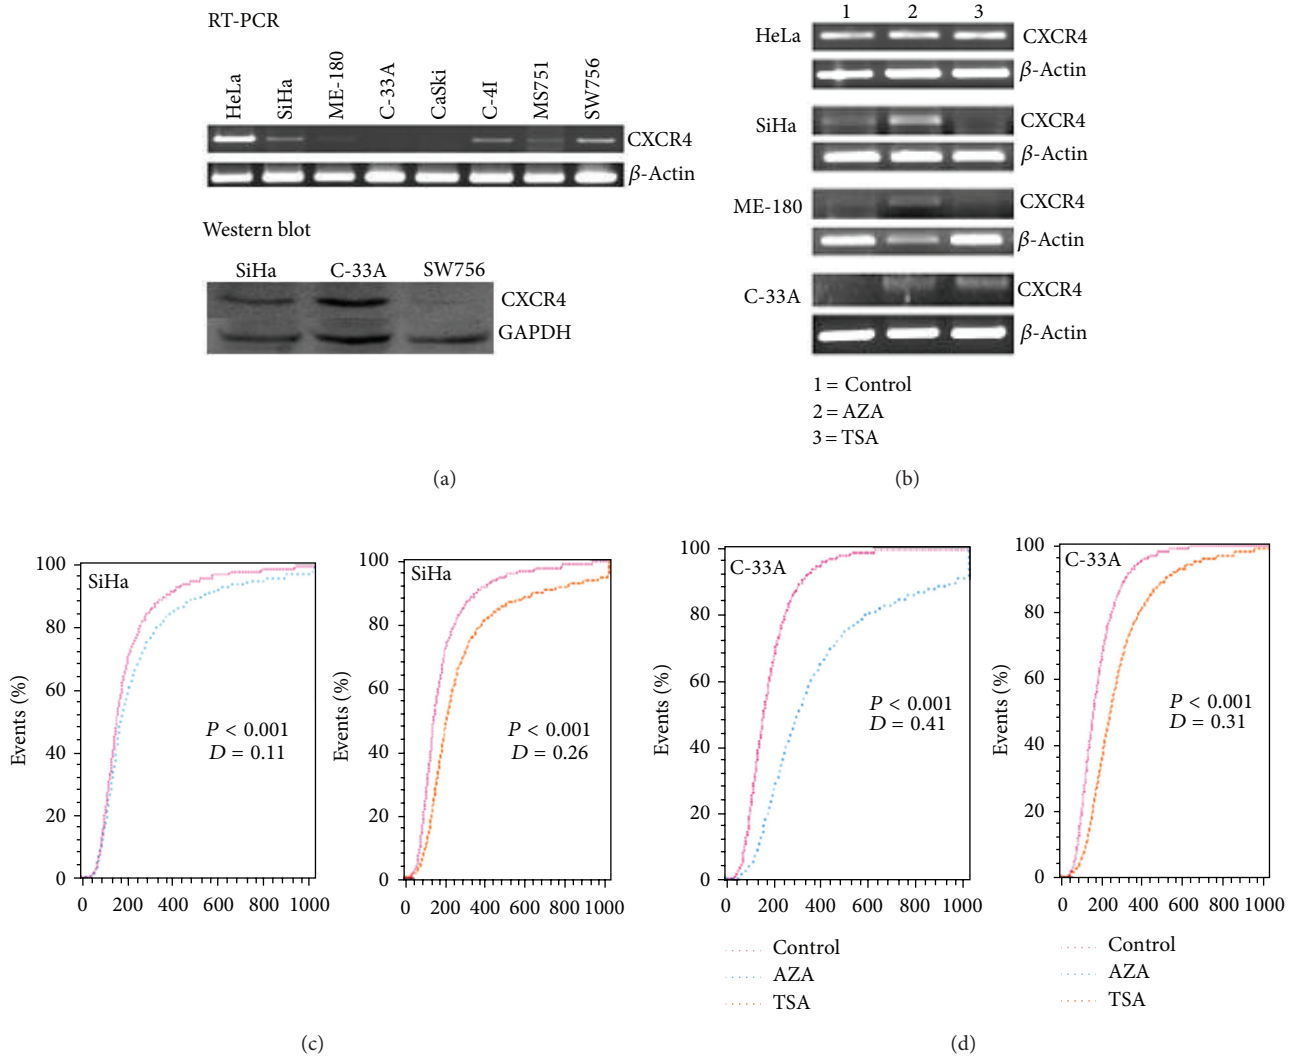 RT-PCR
HeLa
SiHa
ME-180
C-33A
CaSki
C-4I
MS751
SW756
CXCR4
β-Actin
Western blot
SiHa C-33A SW756
CXCR4
GAPDH
(a)
1 2 3
HeLa
CXCR4
β-Actin
SiHa
CXCR4
β-Actin
ME-180
CXCR4
β-Actin
C-33A
CXCR4
β-Actin
1 = Control
2 = AZA
3 = TSA
(b)
Events (%)
100
80
60
40
20
0
SiHa
P < 0.001
D = 0.11
0 200 400 600 800 1000
Events (%)
100
80
60
40
20
0
SiHa
P < 0.001
D = 0.26
0 200 400 600 800 1000
(c)
Events (%)
100
80
60
40
20
0
C-33A
P < 0.001
D = 0.41
0 200 400 600 800 1000
Control
AZA
TSA
Events (%)
100
80
60
40
20
0
C-33A
P < 0.001
D = 0.31
0 200 400 600 800 1000
Control
AZA
TSA
(d)